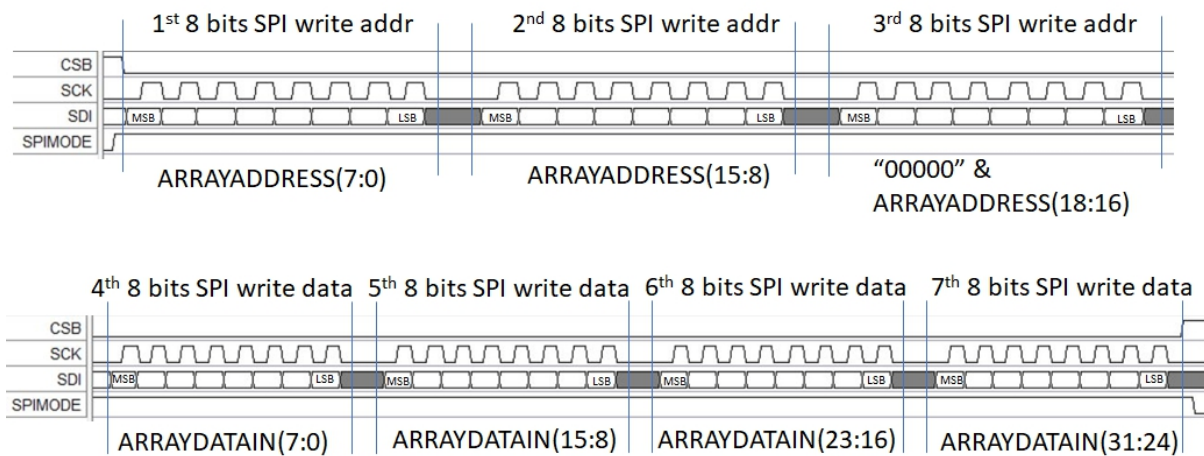 1st 8 bits SPI write addr 2nd 8 bits SPI write addr 3rd 8 bits SPI write addr
CSB
SCK
SDI MSB LSB MSB LSB MSB LSB
SPIMODE
ARRAYADDRESS(7:0) ARRAYADDRESS(15:8) “00000” &
ARRAYADDRESS(18:16)
4th 8 bits SPI write data 5th 8 bits SPI write data 6th 8 bits SPI write data 7th 8 bits SPI write data
CSB
SCK
SDI MSB LSB MSB LSB MSB LSB MSB LSB
SPIMODE
ARRAYDATAIN(7:0) ARRAYDATAIN(15:8) ARRAYDATAIN(23:16) ARRAYDATAIN(31:24)